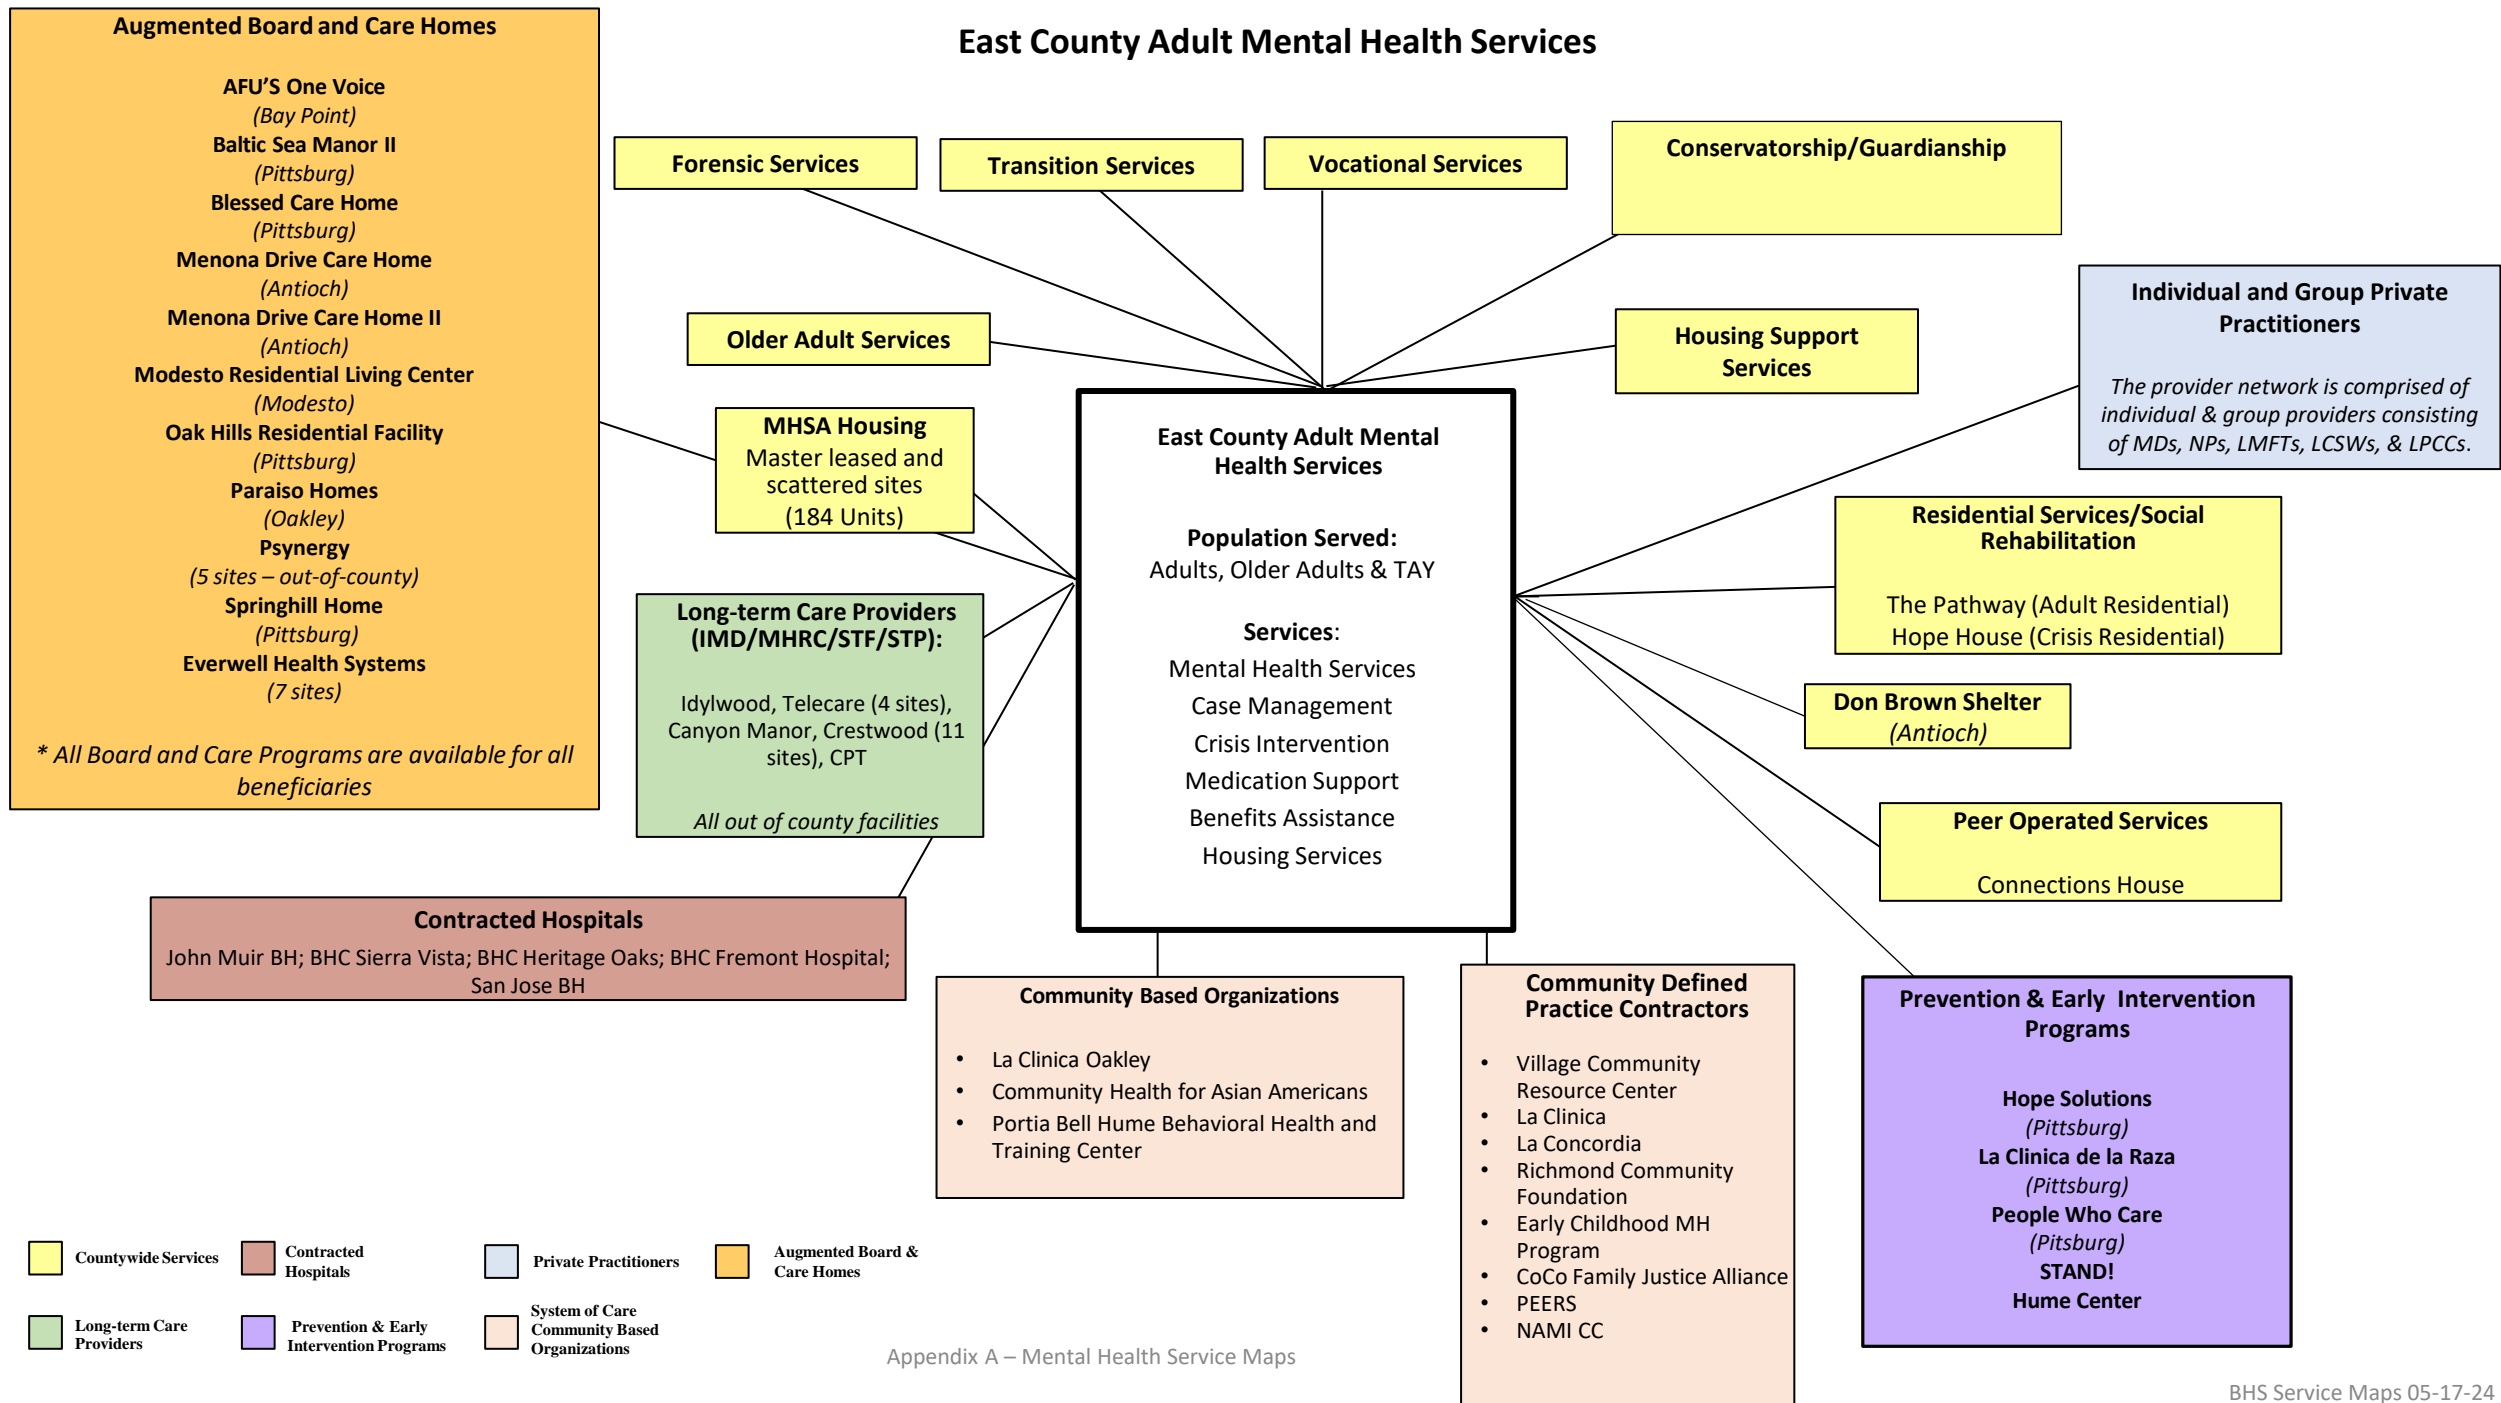 East County Adult Mental Health Services
Augmented Board and Care Homes
AFU'S One Voice
(Bay Point)
Baltic Sea Manor II
(Pittsburg)
Blessed Care Home
(Pittsburg)
Menona Drive Care Home
(Antioch)
Menona Drive Care Home II
(Antioch)
Modesto Residential Living Center
(Modesto)
Oak Hills Residential Facility
(Pittsburg)
Paraiso Homes
(Oakley)
Psynergy
(5 sites – out-of-county)
Springhill Home
(Pittsburg)
Everwell Health Systems
(7 sites)
* All Board and Care Programs are available for all
beneficiaries
Forensic Services
Transition Services
Vocational Services
Conservatorship/Guardianship
Older Adult Services
Housing Support
Services
Individual and Group Private
Practitioners
The provider network is comprised of
individual & group providers consisting
of MDs, NPs, LMFTs, LCSWs, & LPCCs.
MHSA Housing
Master leased and
scattered sites
(184 Units)
East County Adult Mental
Health Services
Population Served:
Adults, Older Adults & TAY
Services:
Mental Health Services
Case Management
Crisis Intervention
Medication Support
Benefits Assistance
Housing Services
Residential Services/Social
Rehabilitation
The Pathway (Adult Residential)
Hope House (Crisis Residential)
Long-term Care Providers
(IMD/MHRC/STF/STP):
Idylwood, Telecare (4 sites),
Canyon Manor, Crestwood (11
sites), CPT
All out of county facilities
Don Brown Shelter
(Antioch)
Peer Operated Services
Connections House
Contracted Hospitals
John Muir BH; BHC Sierra Vista; BHC Heritage Oaks; BHC Fremont Hospital;
San Jose BH
Community Based Organizations
• La Clinica Oakley
• Community Health for Asian Americans
• Portia Bell Hume Behavioral Health and
Training Center
Community Defined
Practice Contractors
• Village Community
Resource Center
• La Clinica
• La Concordia
• Richmond Community
Foundation
• Early Childhood MH
Program
• CoCo Family Justice Alliance
• PEERS
• NAMI CC
Prevention & Early Intervention
Programs
Hope Solutions
(Pittsburg)
La Clinica de la Raza
(Pittsburg)
People Who Care
(Pitsburg)
STAND!
Hume Center
Countywide Services
Contracted
Hospitals
Private Practitioners
Augmented Board &
Care Homes
Long-term Care
Providers
Prevention & Early
Intervention Programs
System of Care
Community Based
Organizations
Appendix A – Mental Health Service Maps
BHS Service Maps 05-17-24